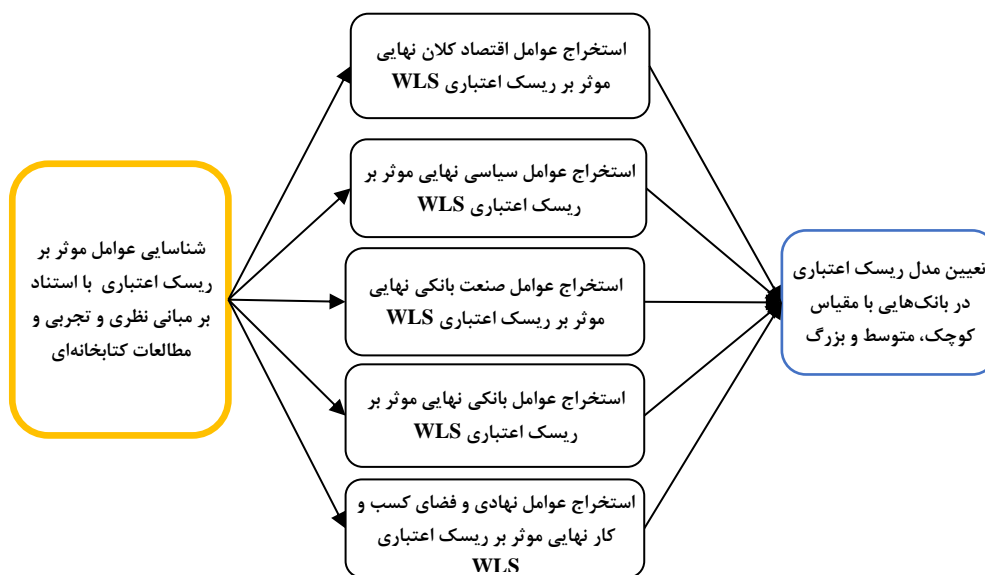 استخراج عوامل اقتصاد کلان نهایی
موثر بر ریسک اعتباری WLS
استخراج عوامل سیاسی نهایی موثر بر
ریسک اعتباری WLS
شناسایی عوامل موثر بر
ریسک اعتباری با استناد
بر مبانی نظری و تجربی و
مطالعات کتابخانه‌ای
استخراج عوامل صنعت بانکی نهایی
موثر بر ریسک اعتباری WLS
تعیین مدل ریسک اعتباری
در بانک‌هایی با مقیاس
کوچک، متوسط و بزرگ
استخراج عوامل بانکی نهایی موثر بر
ریسک اعتباری WLS
استخراج عوامل نهادی و فضای کسب و
کار نهایی موثر بر ریسک اعتباری
WLS